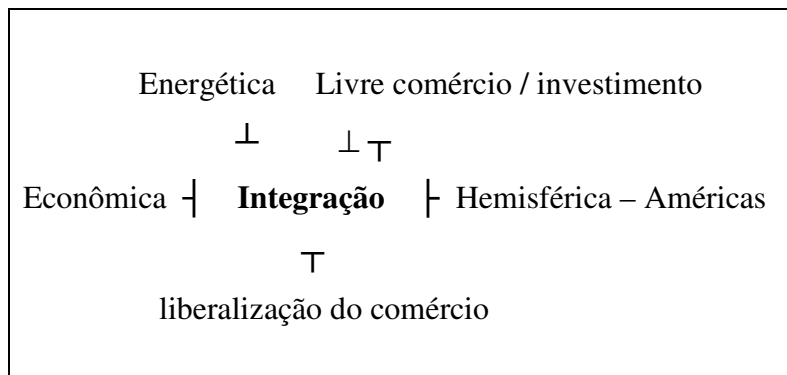 Energética Livre comércio / investimento
⊥ ⊥ ┬
Econômica ┤ Integração ├ Hemisférica – Américas
┬
liberalização do comércio